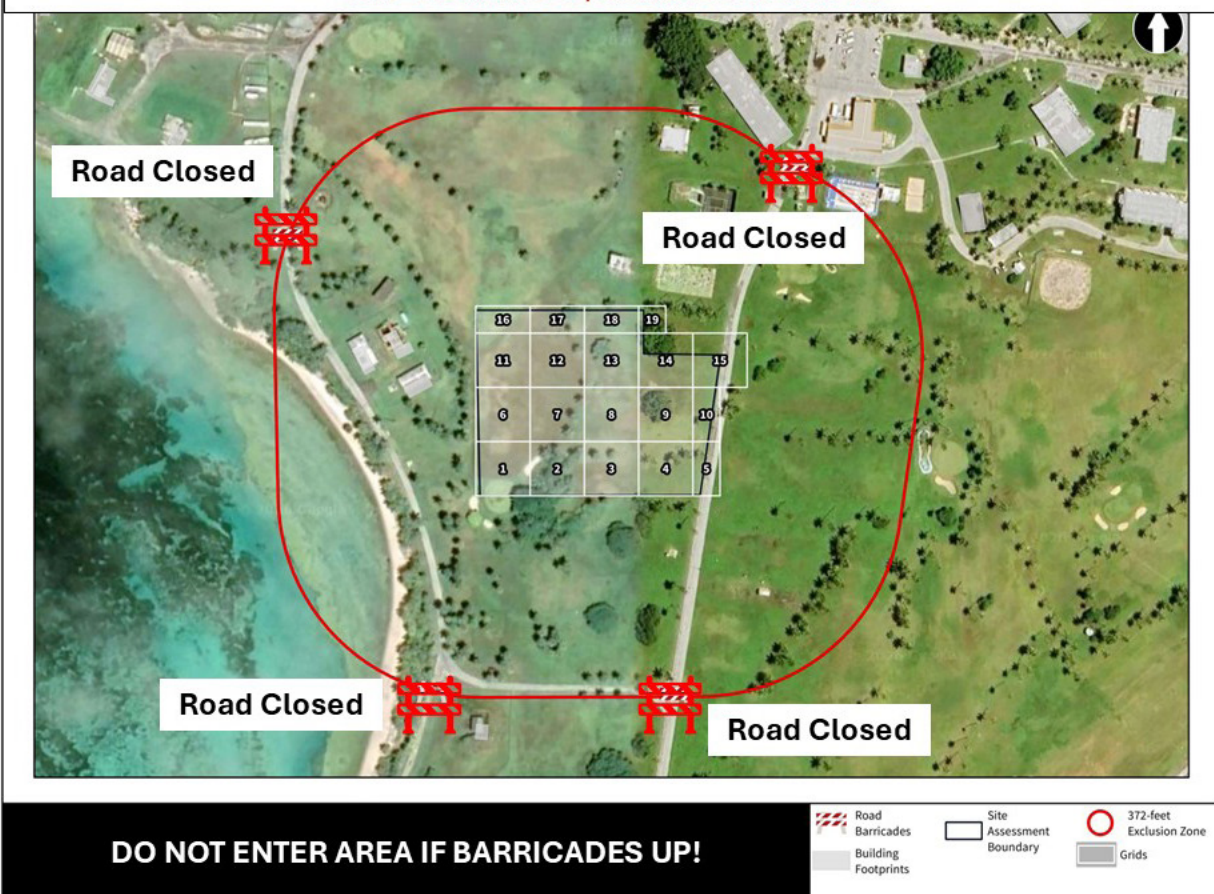 Road Closed
Road Closed
16 17 18 19
11 12 13 14 15
6 7 8 9 10
1 2 3 4 5
Road Closed
Road Closed
DO NOT ENTER AREA IF BARRICADES UP!
Road
Barricades
Building
Footprints
Site
Assessment
Boundary
372-feet
Exclusion Zone
Grids